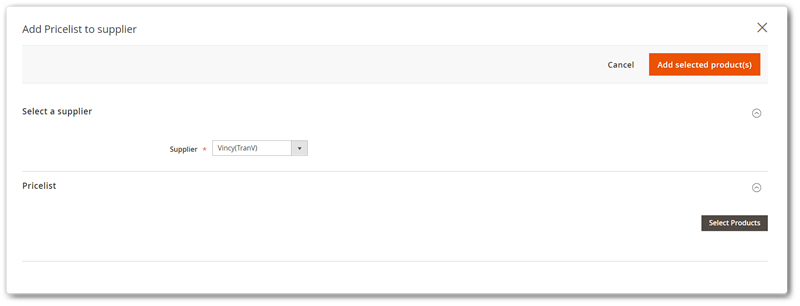 Add Pricelist to supplier
Cancel
Add selected product(s)
Select a supplier
Supplier *
Vincy(TranV)
Pricelist
Select Products